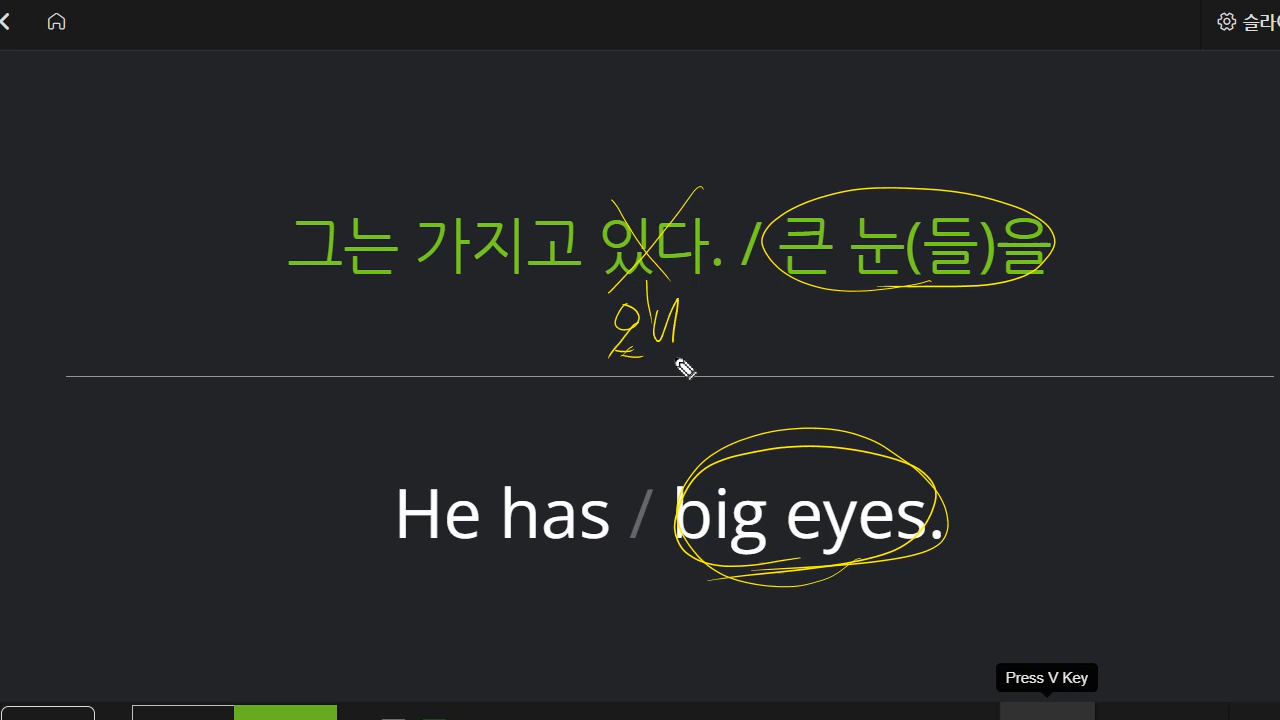 슬라
그는 가지고 있다. / 큰 눈(들)을
He has / big eyes.
Press V Key